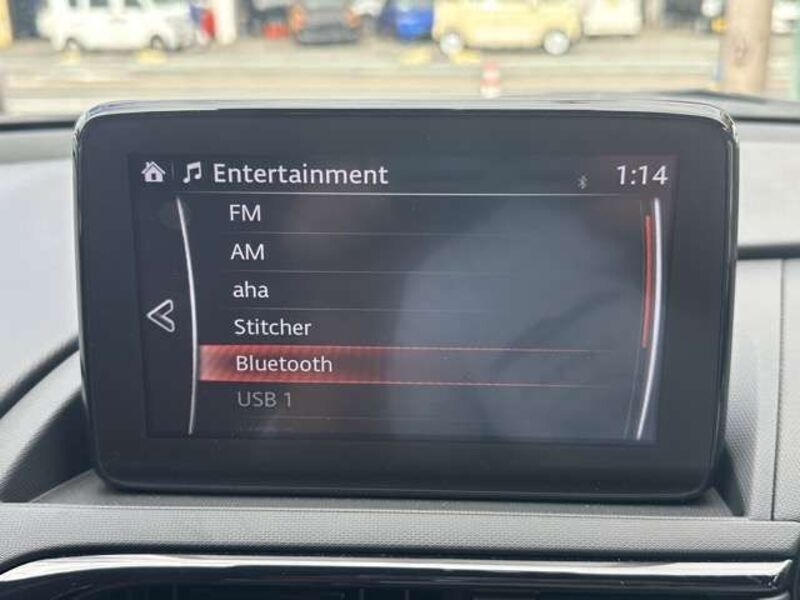 Entertainment 1:14
FM
AM
aha
Stitcher
Bluetooth
USB 1